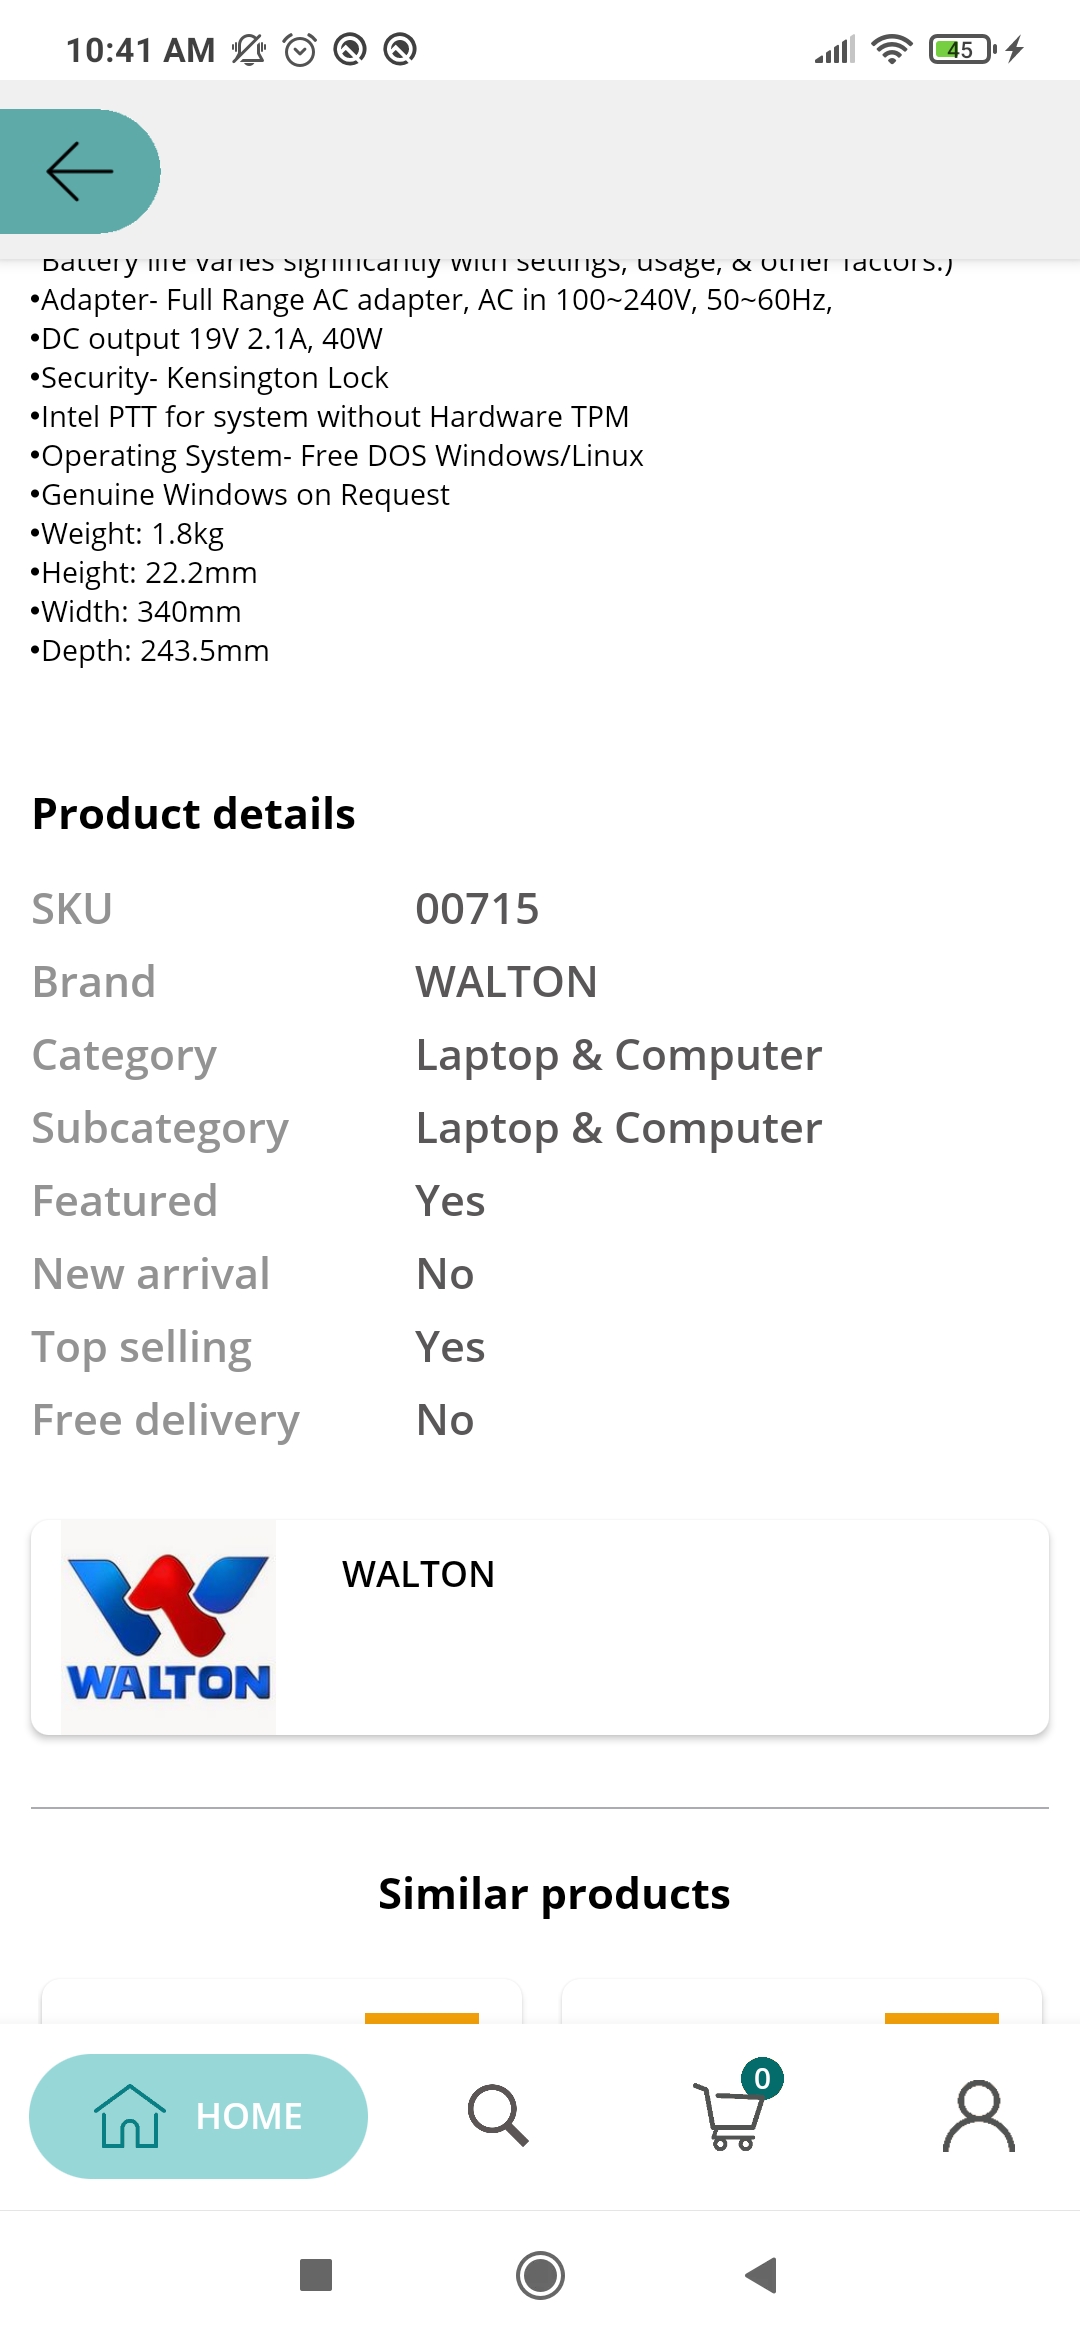 10:41 AM
45
Battery life varies significantly with settings, usage, & other factors.)
•Adapter- Full Range AC adapter, AC in 100~240V, 50~60Hz,
•DC output 19V 2.1A, 40W
•Security- Kensington Lock
•Intel PTT for system without Hardware TPM
•Operating System- Free DOS Windows/Linux
•Genuine Windows on Request
•Weight: 1.8kg
•Height: 22.2mm
•Width: 340mm
•Depth: 243.5mm
Product details
SKU 00715
Brand WALTON
Category Laptop & Computer
Subcategory Laptop & Computer
Featured Yes
New arrival No
Top selling Yes
Free delivery No
WALTON
WALTON
Similar products
0
HOME